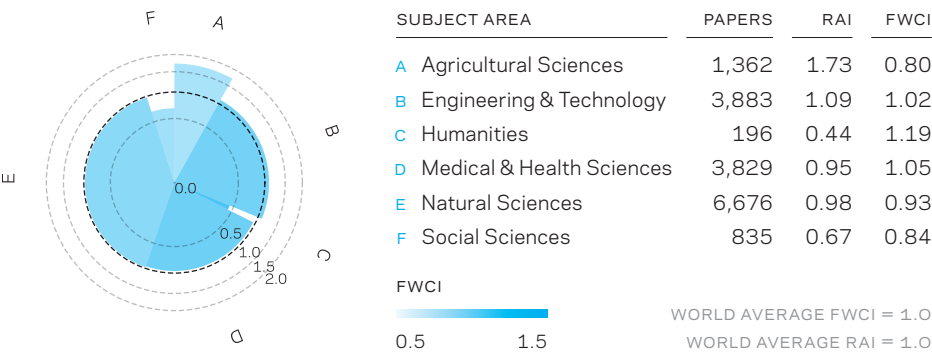 F A
B
E
C
D
0.0
0.5
1.0
1.5
2.0
SUBJECT AREA PAPERS RAI FWCI
A Agricultural Sciences 1,362 1.73 0.80
B Engineering & Technology 3,883 1.09 1.02
C Humanities 196 0.44 1.19
D Medical & Health Sciences 3,829 0.95 1.05
E Natural Sciences 6,676 0.98 0.93
F Social Sciences 835 0.67 0.84
FWCI
0.5 1.5
WORLD AVERAGE FWCI = 1.0
WORLD AVERAGE RAI = 1.0